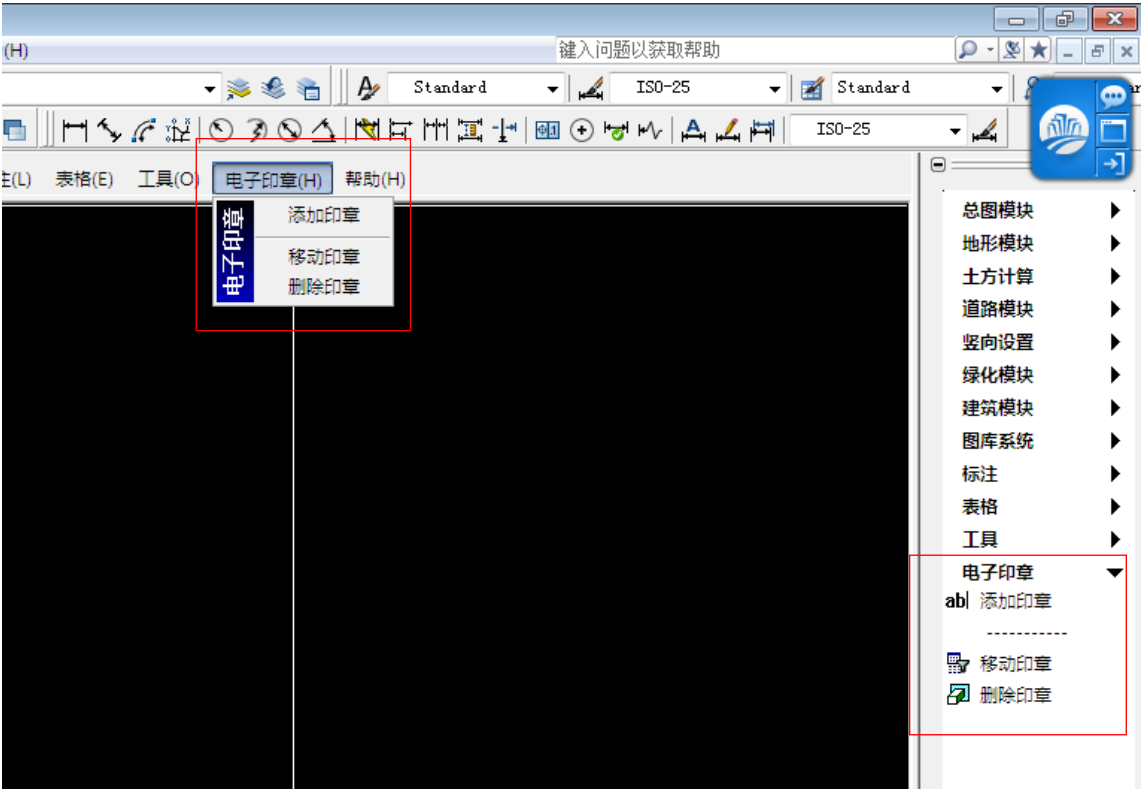 (H)
键入问题以获取帮助
Standard
ISO-25
Standard
ISO-25
(L)
表格(E)
工具(O)
电子印章(H)
帮助(H)
电子印章
添加印章
移动印章
删除印章
总图模块
地形模块
土方计算
道路模块
竖向设置
绿化模块
建筑模块
图库系统
标注
表格
工具
电子印章
ab| 添加印章
-----------
移动印章
删除印章